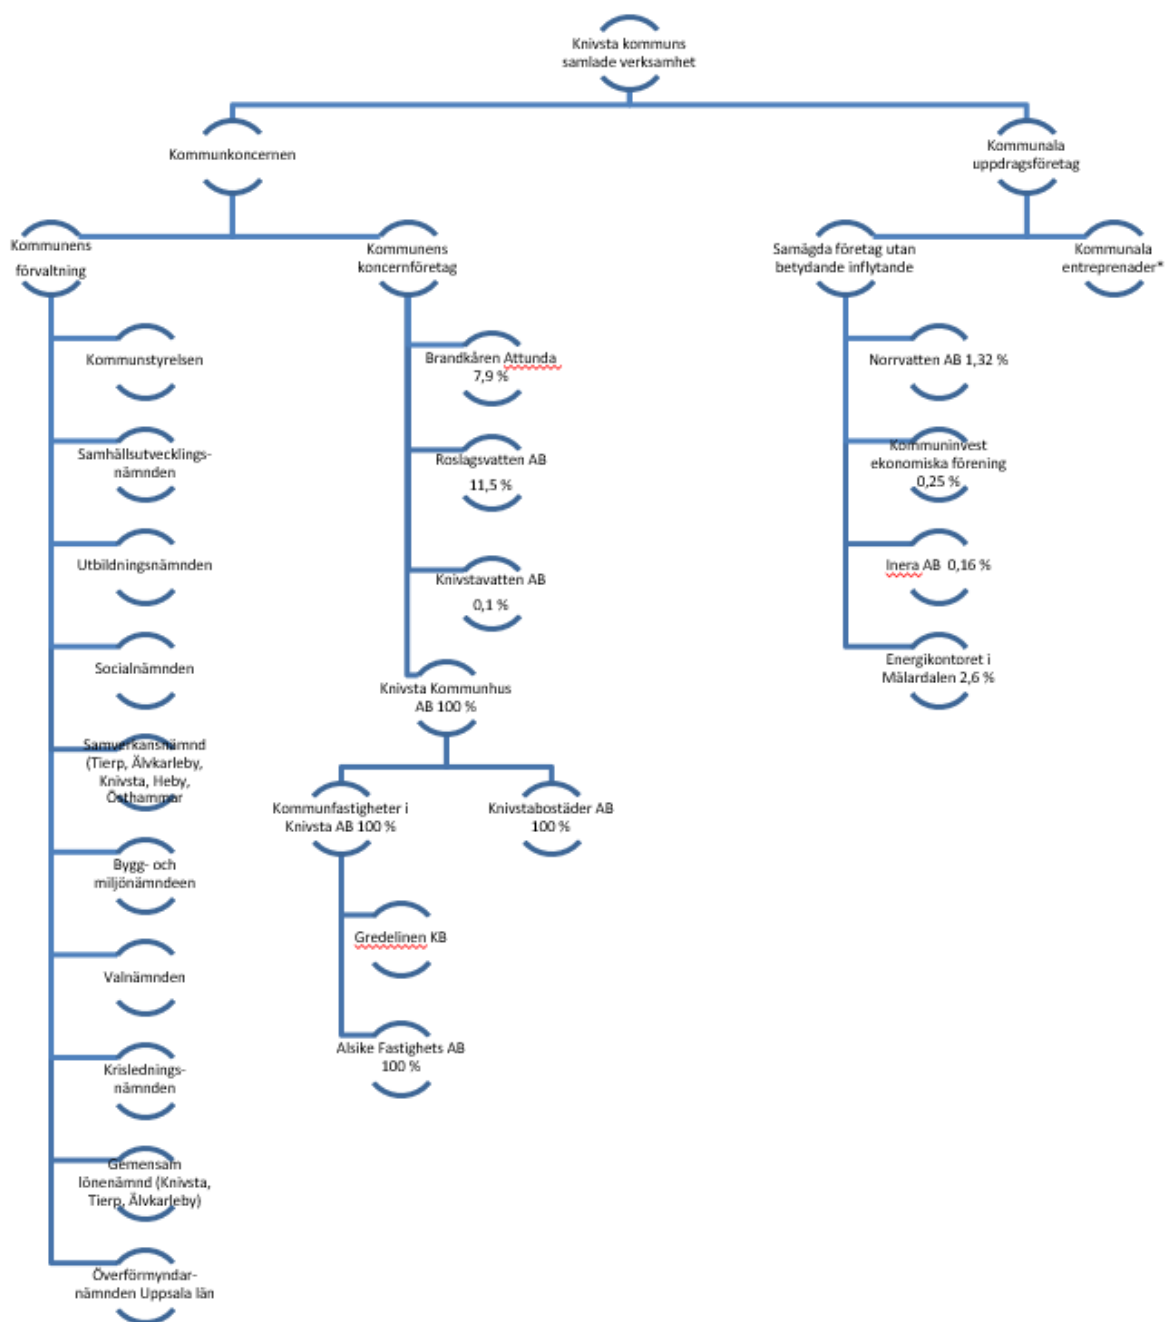 Knivsta kommuns
samlade verksamhet
Kommunkoncernen
Kommunala
uppdragsföretag
Kommunens
förvaltning
Kommunens
koncernföretag
Samägda företag utan
betydande inflytande
Kommunala
entreprenader*
Kommunstyrelsen
Samhällsutvecklings-
nämnden
Utbildningsnämnden
Socialnämnden
Samverkansnämnd
(Tierp, Älvkarleby,
Knivsta, Heby,
Östhammar
Bygg- och
miljönämndeen
Valnämnden
Krislednings-
nämnden
Gemensam
lönenämnd (Knivsta,
Tierp, Älvkarleby)
Överförmyndar-
nämnden Uppsala län
Brandkåren Attunda
7,9 %
Roslagsvatten AB
11,5 %
Knivstavatten AB
0,1 %
Knivsta Kommunhus
AB 100 %
Kommunfastigheter i
Knivsta AB 100 %
Knivstabostäder AB
100 %
Gredelinen KB
Alsike Fastighets AB
100 %
Norrvatten AB 1,32 %
Kommuninvest
ekonomiska förening
0,25 %
Inera AB  0,16 %
Energikontoret i
Mälardalen 2,6 %